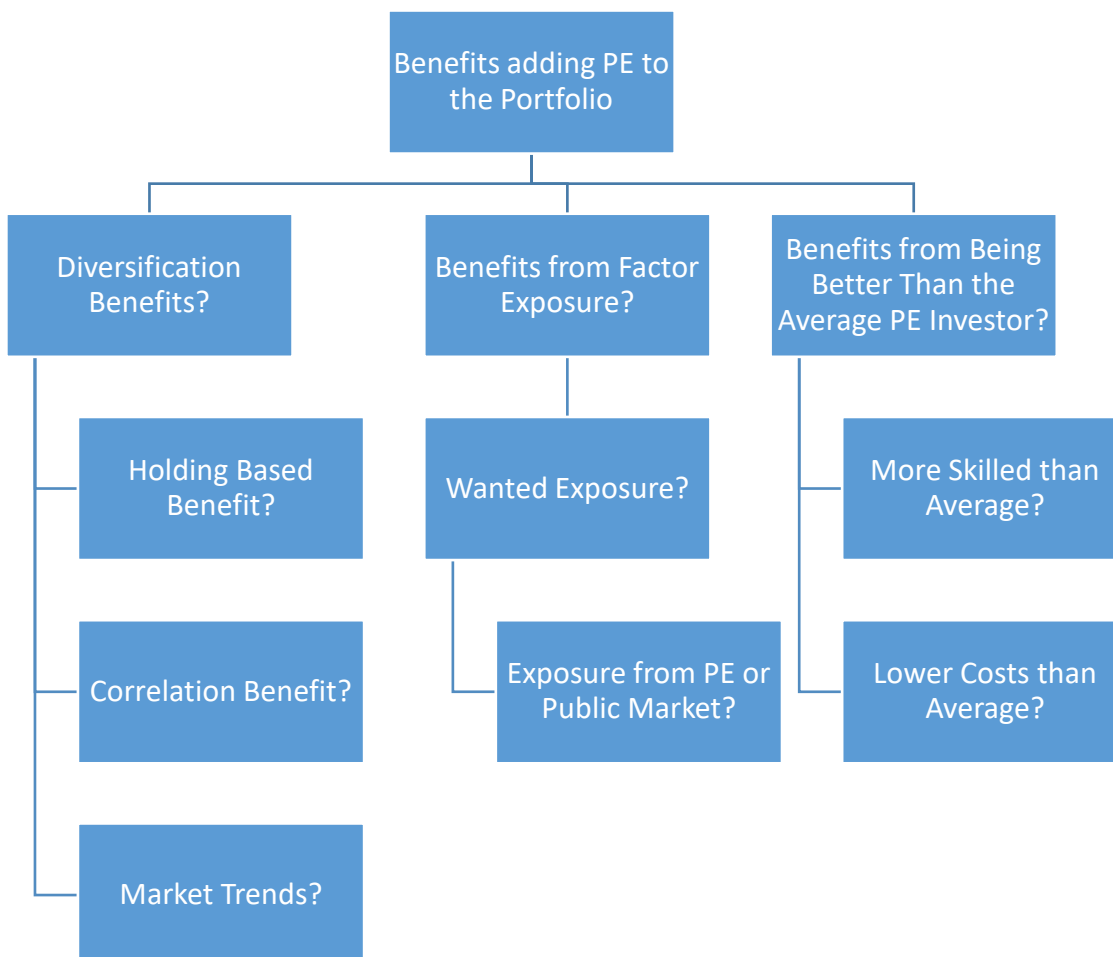 Benefits adding PE to
the Portfolio
Diversification
Benefits?
Holding Based
Benefit?
Correlation Benefit?
Market Trends?
Benefits from Factor
Exposure?
Wanted Exposure?
Exposure from PE or
Public Market?
Benefits from Being
Better Than the
Average PE Investor?
More Skilled than
Average?
Lower Costs than
Average?